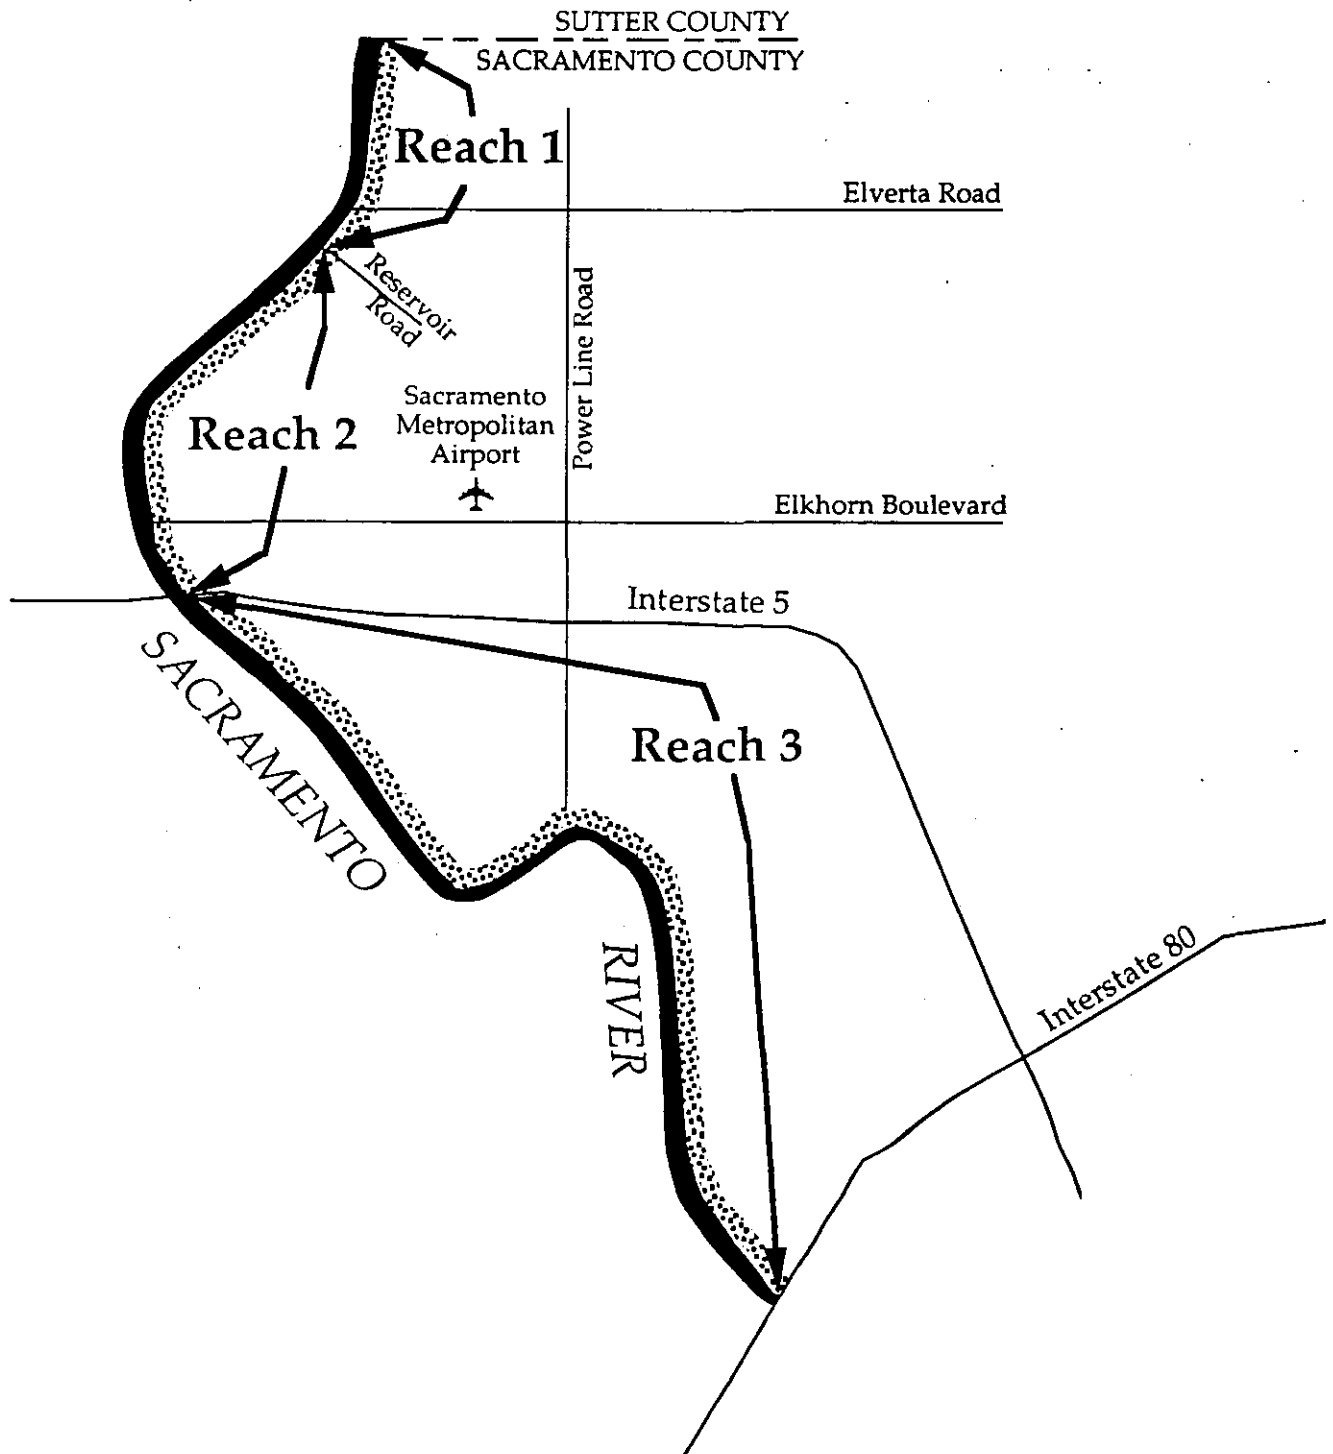 SUTTER COUNTY
SACRAMENTO COUNTY
Reach 1
Elverta Road
Reservoir
Road
Power Line Road
Sacramento
Metropolitan
Airport
Reach 2
Elkhorn Boulevard
Interstate 5
SACRAMENTO
Reach 3
RIVER
Interstate 80